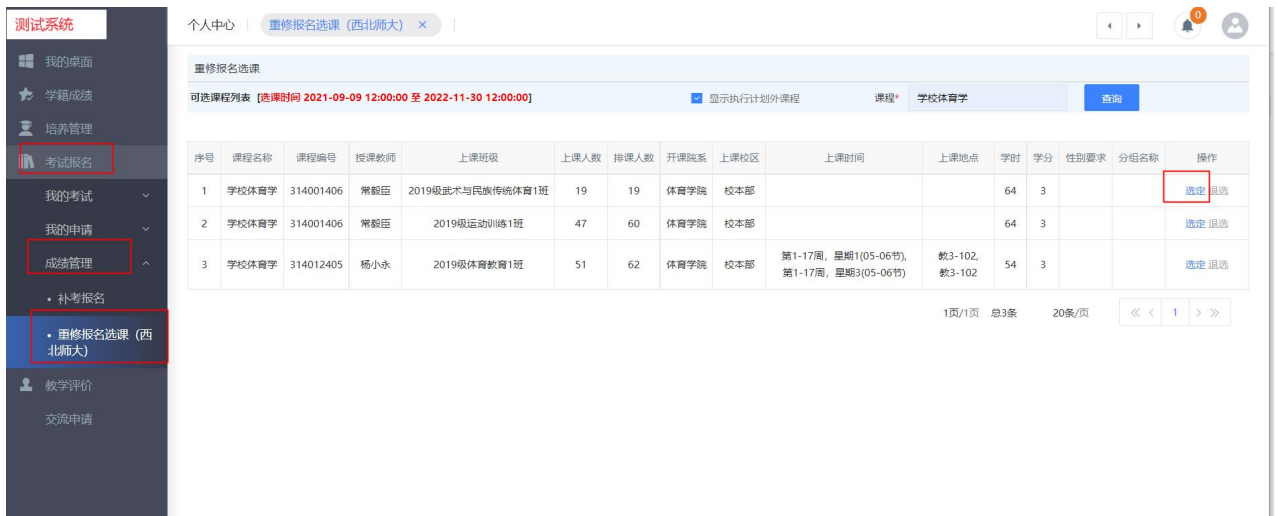 测试系统
个人中心 重修报名选课（西北师大） ×
0
我的桌面
学籍成绩
培养管理
考试报名
我的考试
我的申请
成绩管理
• 补考报名
• 重修报名选课（西
北师大）
教学评价
交流申请
重修报名选课
可选课程列表 [选课时间 2021-09-09 12:00:00 至 2022-11-30 12:00:00] 显示执行计划外课程 课程* 学校体育学 查询
序号 课程名称 课程编号 授课教师 上课班级 上课人数 排课人数 开课院系 上课校区 上课时间 上课地点 学时 学分 性别要求 分组名称 操作
1 学校体育学 314001406 常毅臣 2019级武术与民族传统体育1班 19 19 体育学院 校本部 64 3 选定 退选
2 学校体育学 314001406 常毅臣 2019级运动训练1班 47 60 体育学院 校本部 64 3 选定 退选
3 学校体育学 314012405 杨小永 2019级体育教育1班 51 62 体育学院 校本部 第1-17周，星期1(05-06节), 教3-102, 54 3 选定 退选
第1-17周，星期3(05-06节) 教3-102
1页/1页 总3条 20条/页 ≪ < 1 > ≫